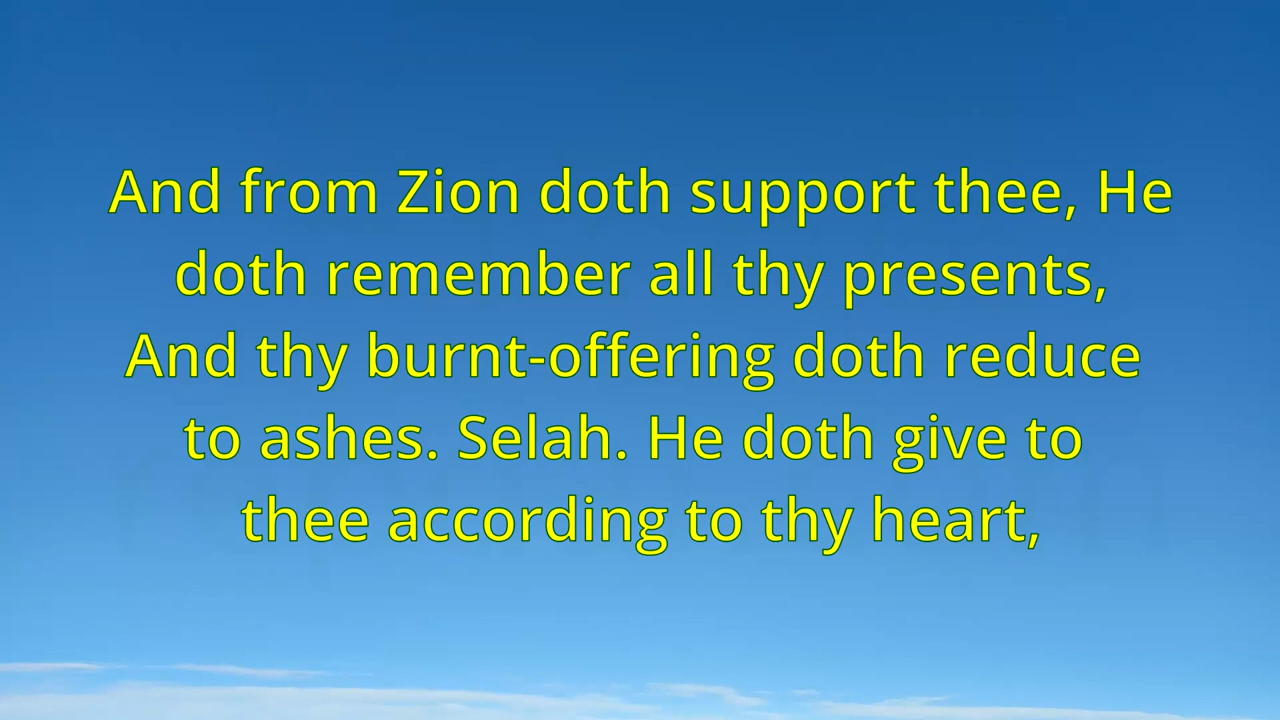 And from Zion doth support thee, He
doth remember all thy presents,
And thy burnt-offering doth reduce
to ashes. Selah. He doth give to
thee according to thy heart,